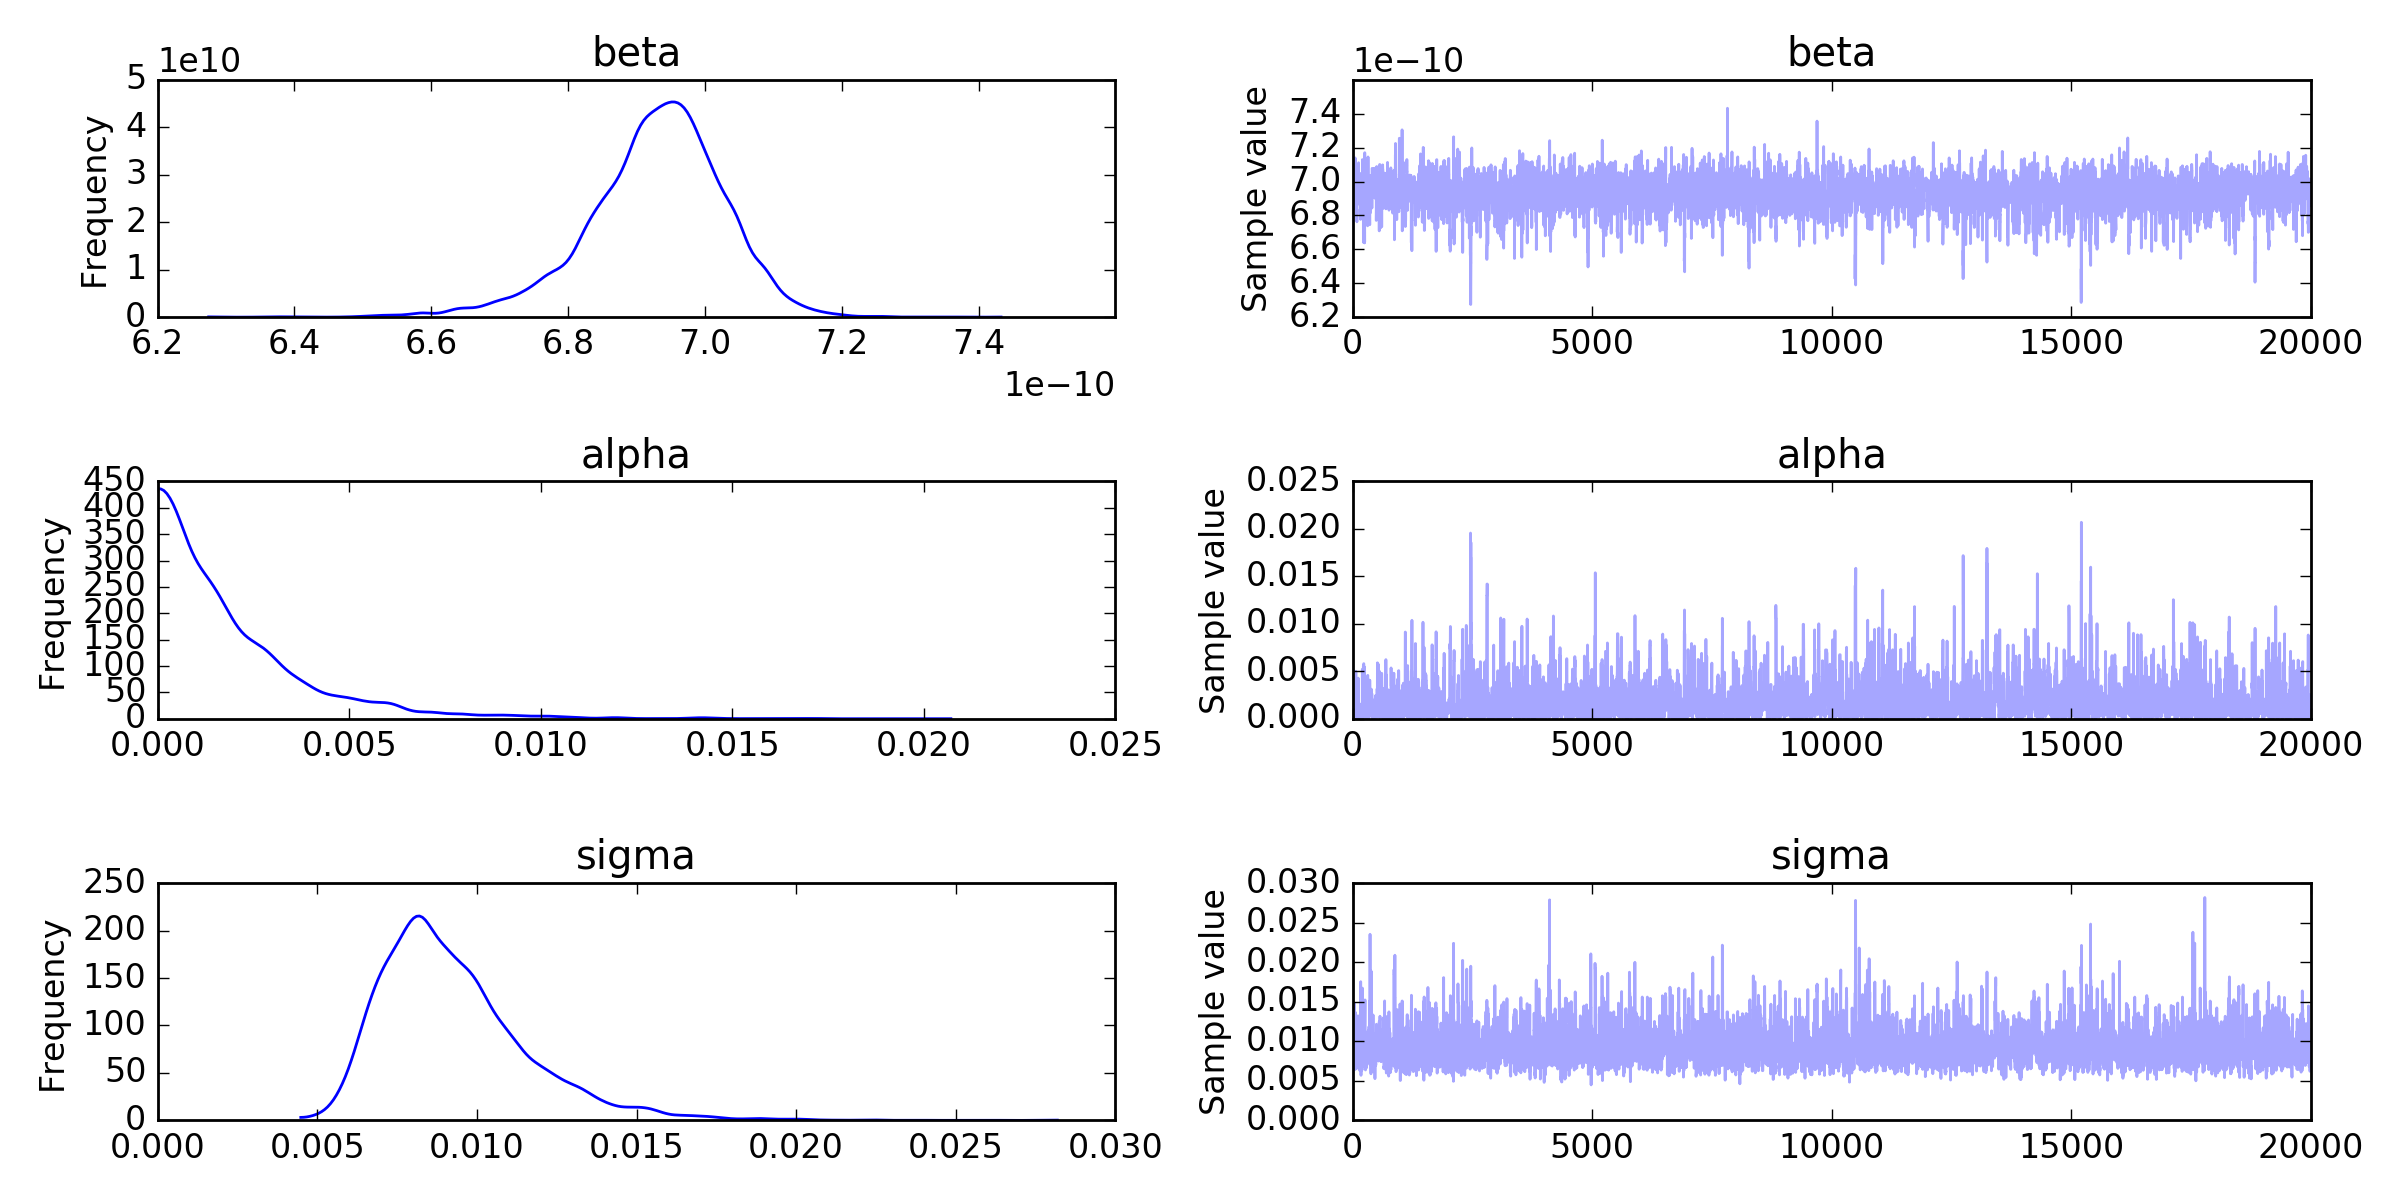 beta
1e10
5
4
3
2
1
0
Frequency
6.2 6.4 6.6 6.8 7.0 7.2 7.4
1e−10
beta
1e−10
7.4
7.2
7.0
6.8
6.6
6.4
6.2
Sample value
0 5000 10000 15000 20000
alpha
450
400
350
300
250
200
150
100
50
0
Frequency
0.000 0.005 0.010 0.015 0.020 0.025
alpha
0.025
0.020
0.015
0.010
0.005
0.000
Sample value
0 5000 10000 15000 20000
sigma
250
200
150
100
50
0
Frequency
0.000 0.005 0.010 0.015 0.020 0.025 0.030
sigma
0.030
0.025
0.020
0.015
0.010
0.005
0.000
Sample value
0 5000 10000 15000 20000